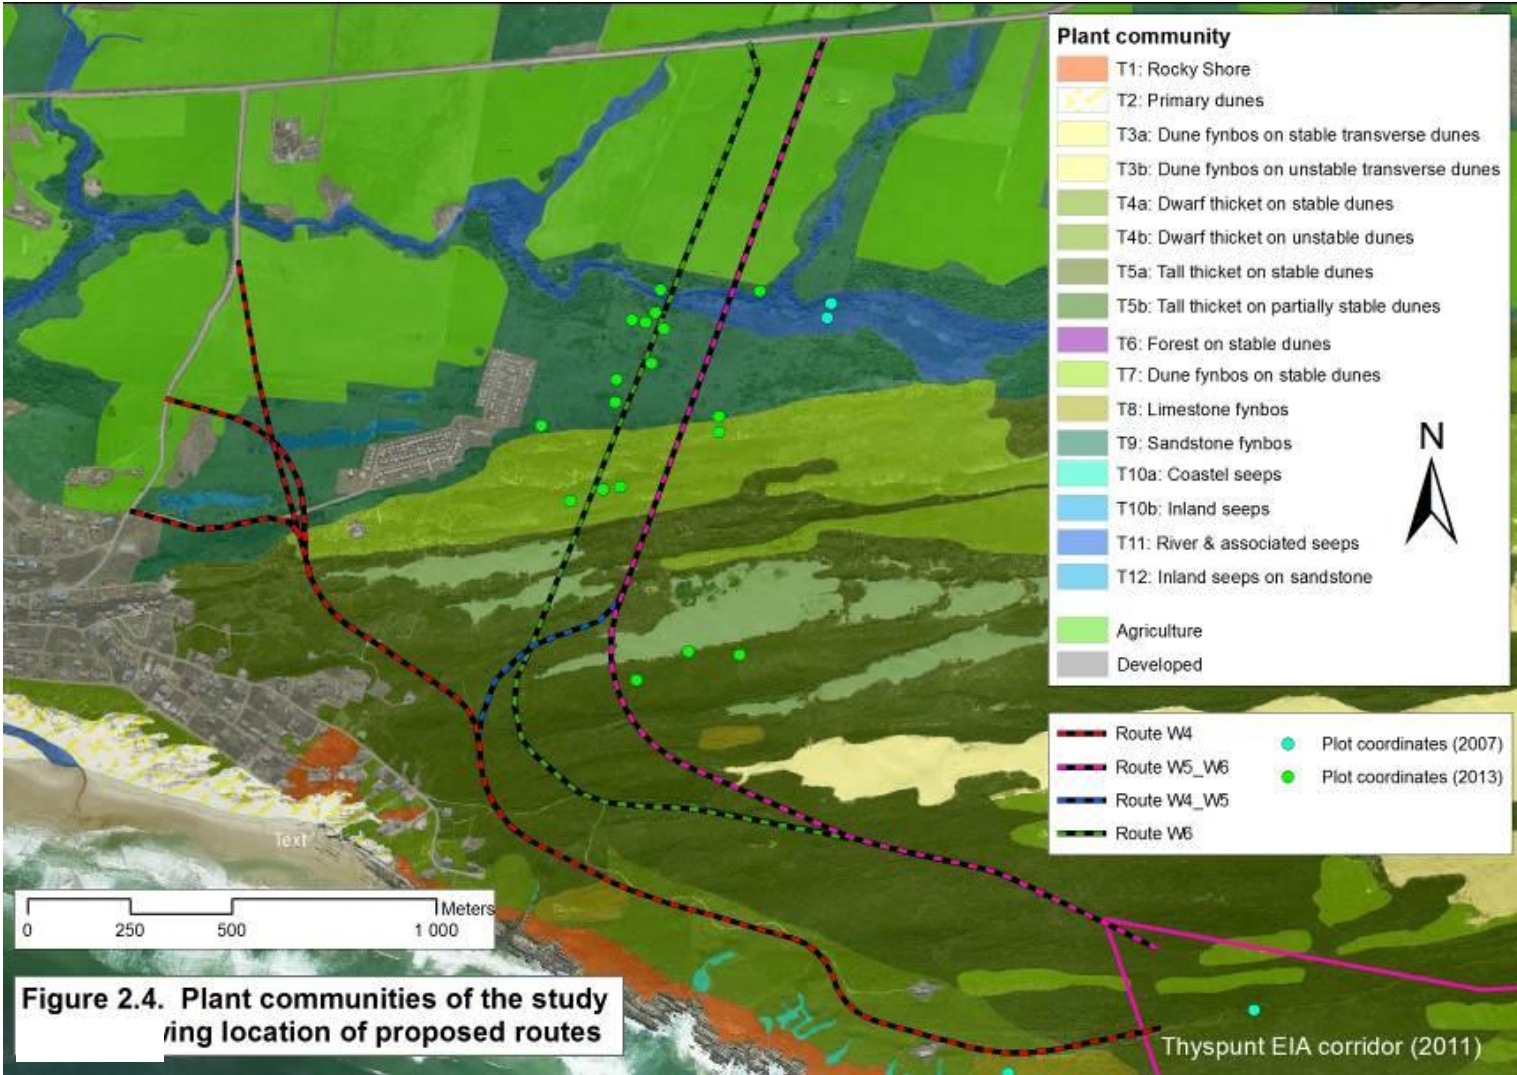 Plant community
T1: Rocky Shore
T2: Primary dunes
T3a: Dune fynbos on stable transverse dunes
T3b: Dune fynbos on unstable transverse dunes
T4a: Dwarf thicket on stable dunes
T4b: Dwarf thicket on unstable dunes
T5a: Tall thicket on stable dunes
T5b: Tall thicket on partially stable dunes
T6: Forest on stable dunes
T7: Dune fynbos on stable dunes
T8: Limestone fynbos
T9: Sandstone fynbos
T10a: Coastel seeps
T10b: Inland seeps
T11: River & associated seeps
T12: Inland seeps on sandstone
Agriculture
Developed
N
Route W4
Route W5_W6
Route W4_W5
Route W6
Plot coordinates (2007)
Plot coordinates (2013)
Text
Meters
0 250 500 1 000
Figure 2.4. Plant communities of the study
ving location of proposed routes
Thyspunt EIA corridor (2011)